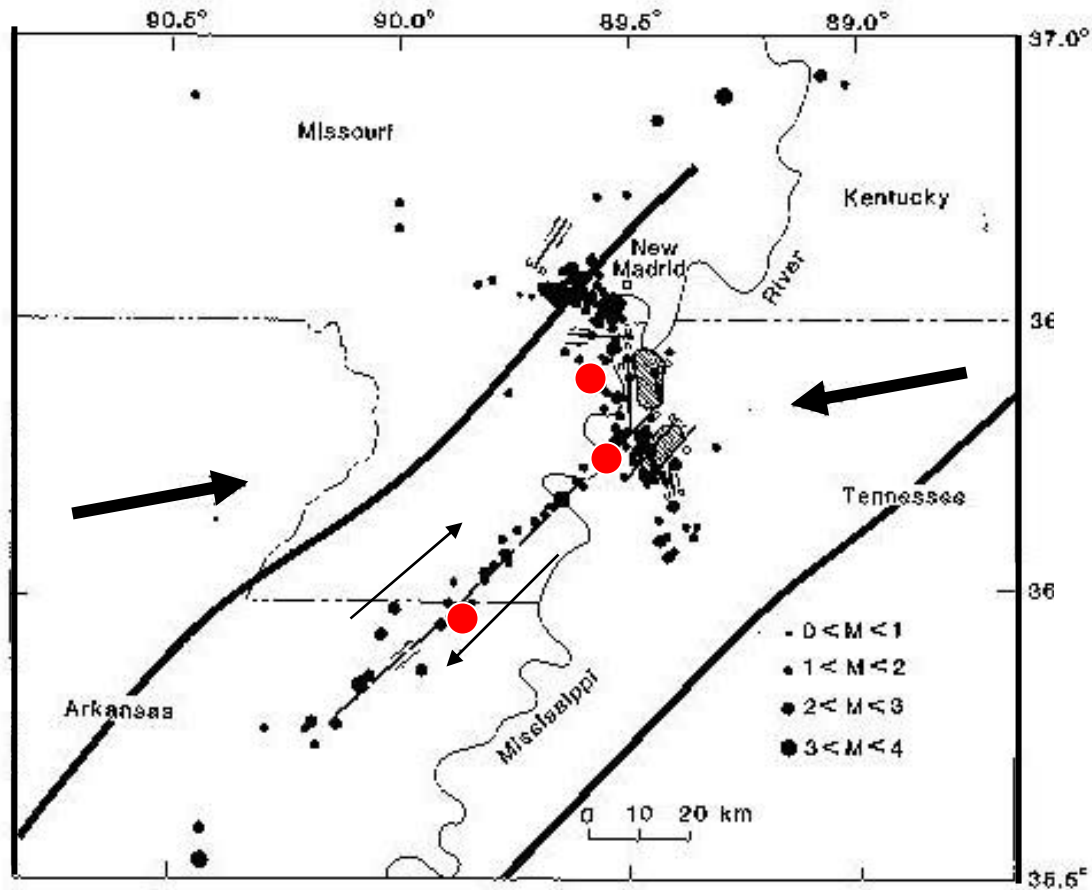 90.5°
90.0°
89.5°
89.0°
37.0°
Missouri
Kentucky
New
Madrid
River
36
Tennessee
36
0 < M < 1
1 < M < 2
2 < M < 3
3 < M < 4
Arkansas
Mississippi
0 10 20 km
35.5°